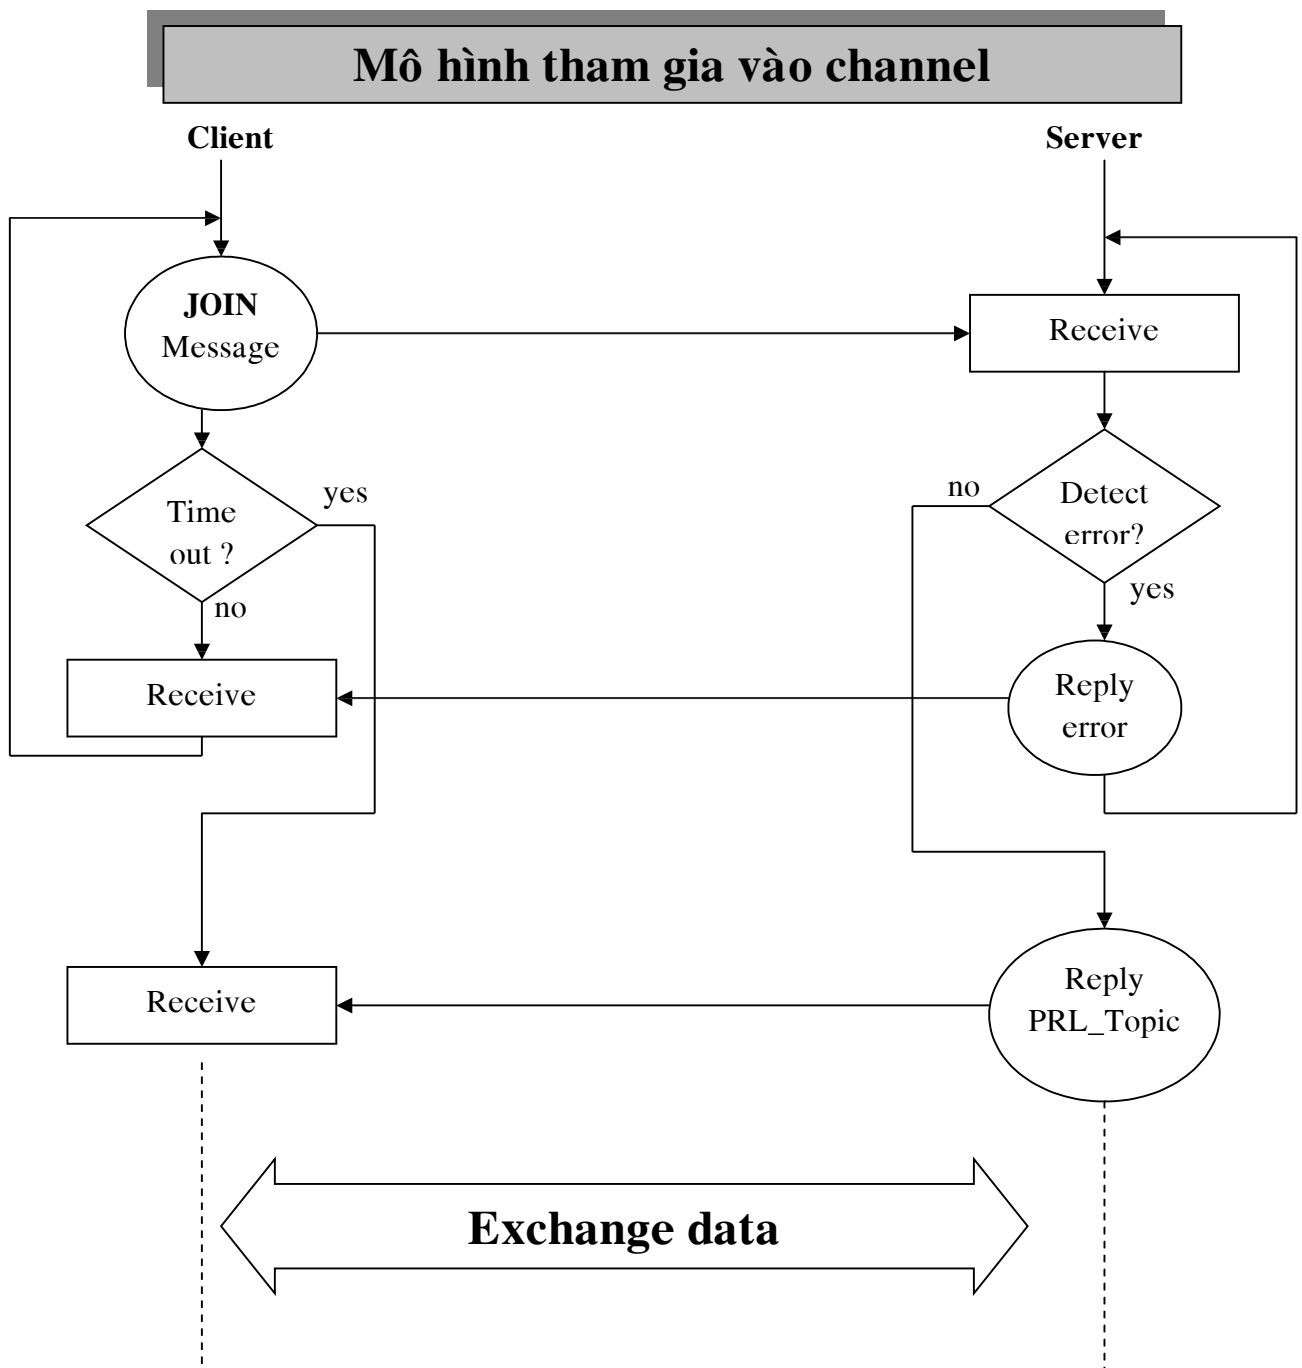 Mô hình tham gia vào channel
Client
Server
JOIN
Message
Receive
Time
out ?
yes
no
Detect
error?
no
yes
Receive
Reply
error
Receive
Reply
PRL_Topic
Exchange data